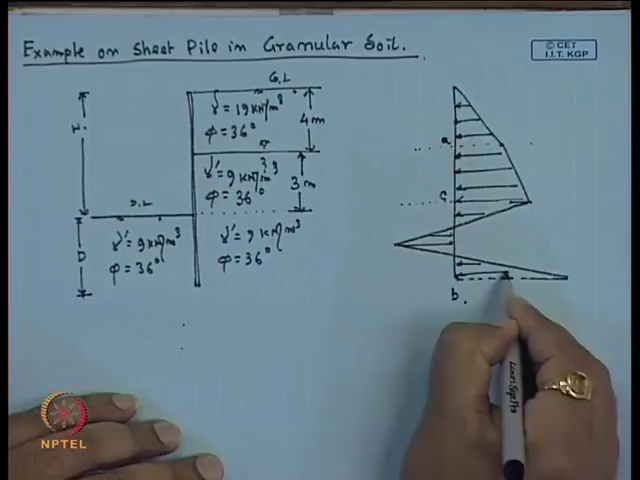 Example on Sheet Pile in Granular Soil.
© CET
I.I.T. KGP
G.L
γ = 19 kN/m³
φ = 36°
4m
H.
a
γ' = 9 kN/m³
φ = 36°
3m
C
D.L
γ' = 9 kN/m³
φ = 36°
γ' = 9 kN/m³
φ = 36°
D
b.
NPTEL